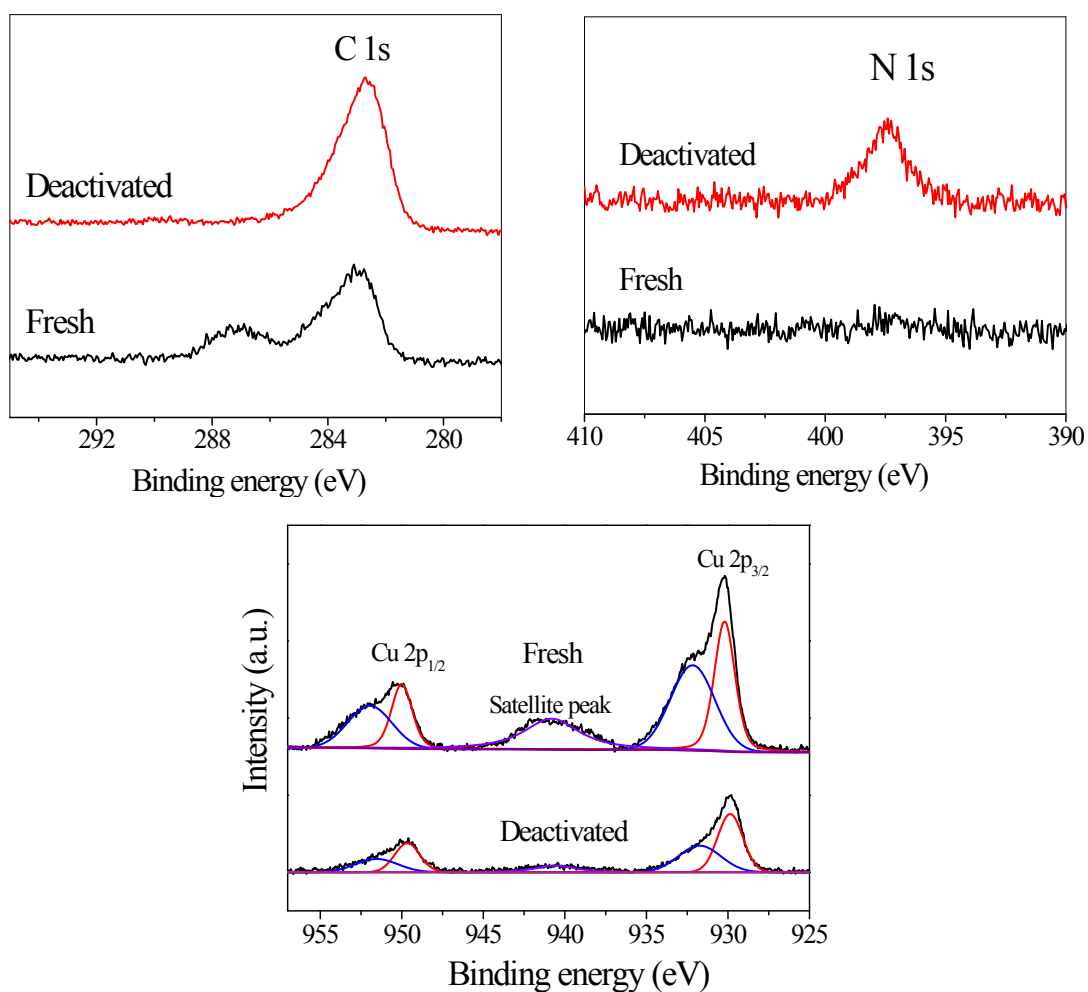 C 1s
Deactivated
Fresh
292 288 284 280
Binding energy (eV)
N 1s
Deactivated
Fresh
410 405 400 395 390
Binding energy (eV)
Cu 2p3/2
Cu 2p1/2
Fresh
Satellite peak
Deactivated
Intensity (a.u.)
955 950 945 940 935 930 925
Binding energy (eV)